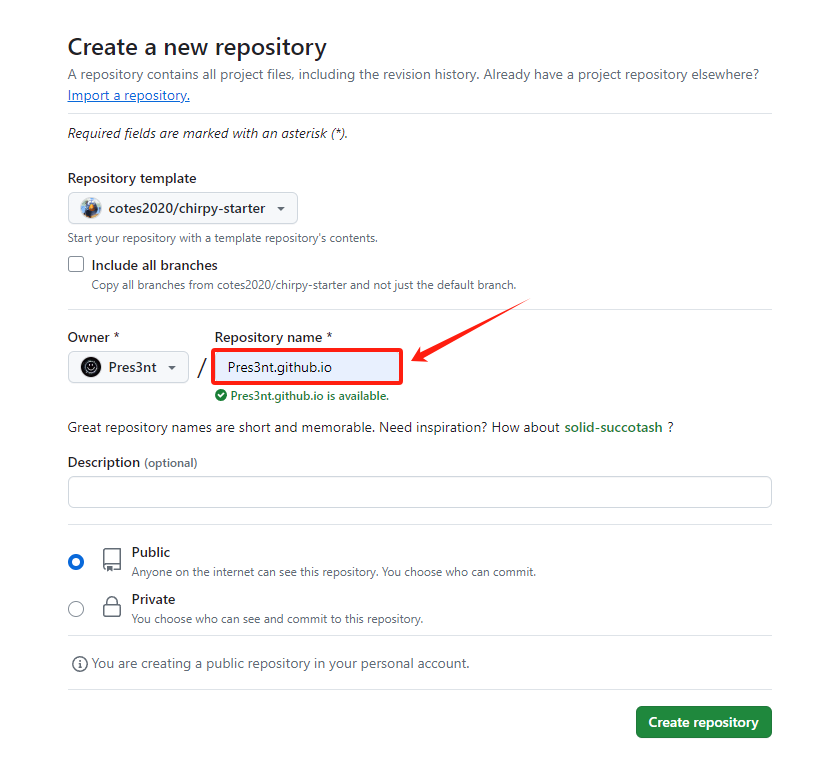 Create a new repository
A repository contains all project files, including the revision history. Already have a project repository elsewhere?
Import a repository.
Required fields are marked with an asterisk (*).
Repository template
cotes2020/chirpy-starter
Start your repository with a template repository's contents.
Include all branches
Copy all branches from cotes2020/chirpy-starter and not just the default branch.
Owner * Repository name *
Pres3nt / Pres3nt.github.io
Pres3nt.github.io is available.
Great repository names are short and memorable. Need inspiration? How about solid-succotash ?
Description (optional)
Public
Anyone on the internet can see this repository. You choose who can commit.
Private
You choose who can see and commit to this repository.
You are creating a public repository in your personal account.
Create repository